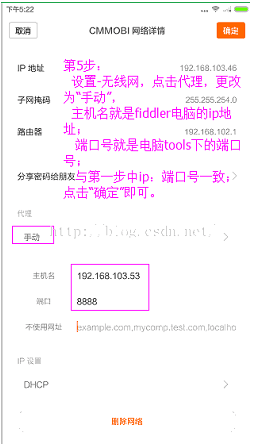 下午5:22
取消
CMMOBI 网络详情
确定
IP 地址
192.168.103.46
子网掩码
255.255.254.0
路由器
192.168.102.1
分享密码给朋友
第5步：
设置-无线网，点击代理，更改
为“手动”，
主机名就是fiddler电脑的ip地
址；
端口号就是电脑tools下的端口
号；
与第一步中ip；端口号一致；
点击“确定”即可。
代理
手动
http://blog.csdn.net/
主机名
192.168.103.53
端口
8888
不使用网址
example.com,mycomp.test.com,localho
IP 设置
DHCP
删除网络